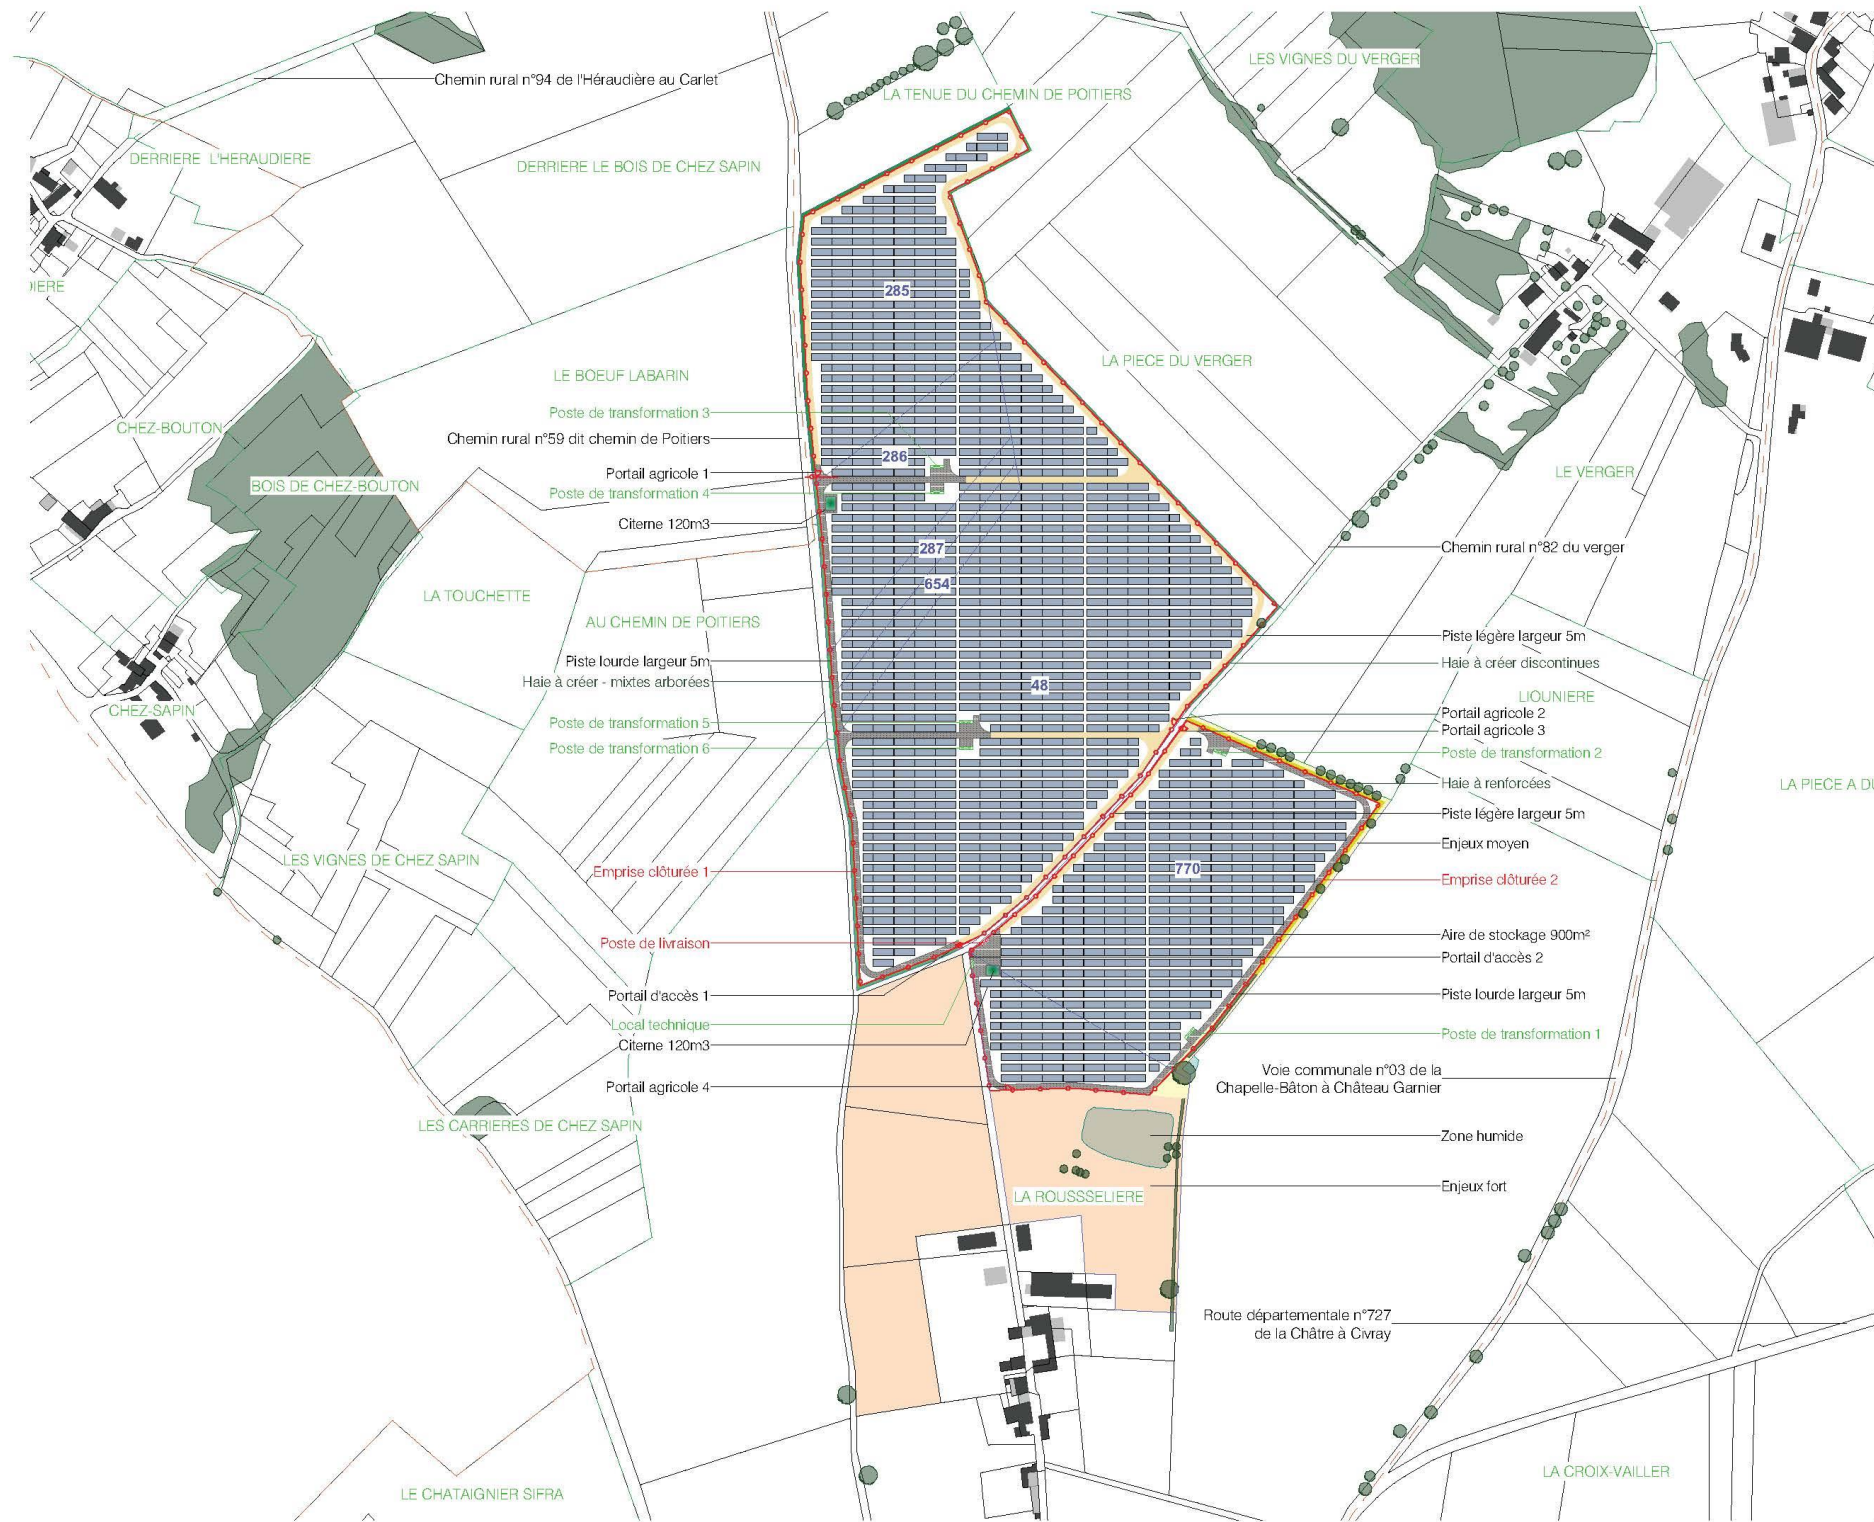 LES VIGNES DU VERGER
Chemin rural n°94 de l'Héraudière au Carlet
LA TENUE DU CHEMIN DE POITIERS
DERRIERE L'HERAUDIERE
DERRIERE LE BOIS DE CHEZ SAPIN
285
IERE
LA PIECE DU VERGER
LE BOEUF LABARIN
Poste de transformation 3
CHEZ-BOUTON
Chemin rural n°59 dit chemin de Poitiers
286
Portail agricole 1
LE VERGER
BOIS DE CHEZ-BOUTON
Poste de transformation 4
Citerne 120m3
287
Chemin rural n°82 du verger
654
LA TOUCHETTE
AU CHEMIN DE POITIERS
Piste légère largeur 5m
Piste lourde largeur 5m
Haie à créer discontinues
Haie à créer - mixtes arborées
48
LIOUNIERE
CHEZ-SAPIN
Portail agricole 2
Poste de transformation 5
Portail agricole 3
Poste de transformation 6
Poste de transformation 2
Haie à renforcées
LA PIECE A DU
Piste légère largeur 5m
Enjeux moyen
LES VIGNES DE CHEZ SAPIN
Emprise clôturée 1
770
Emprise clôturée 2
Aire de stockage 900m²
Poste de livraison
Portail d'accès 2
Portail d'accès 1
Piste lourde largeur 5m
Local technique
Poste de transformation 1
Citerne 120m3
Voie communale n°03 de la
Chapelle-Bâton à Château Garnier
Portail agricole 4
LES CARRIERES DE CHEZ SAPIN
Zone humide
Enjeux fort
LA ROUSSSELIERE
Route départementale n°727
de la Châtre à Civray
LA CROIX-VAILLER
LE CHATAIGNIER SIFRA